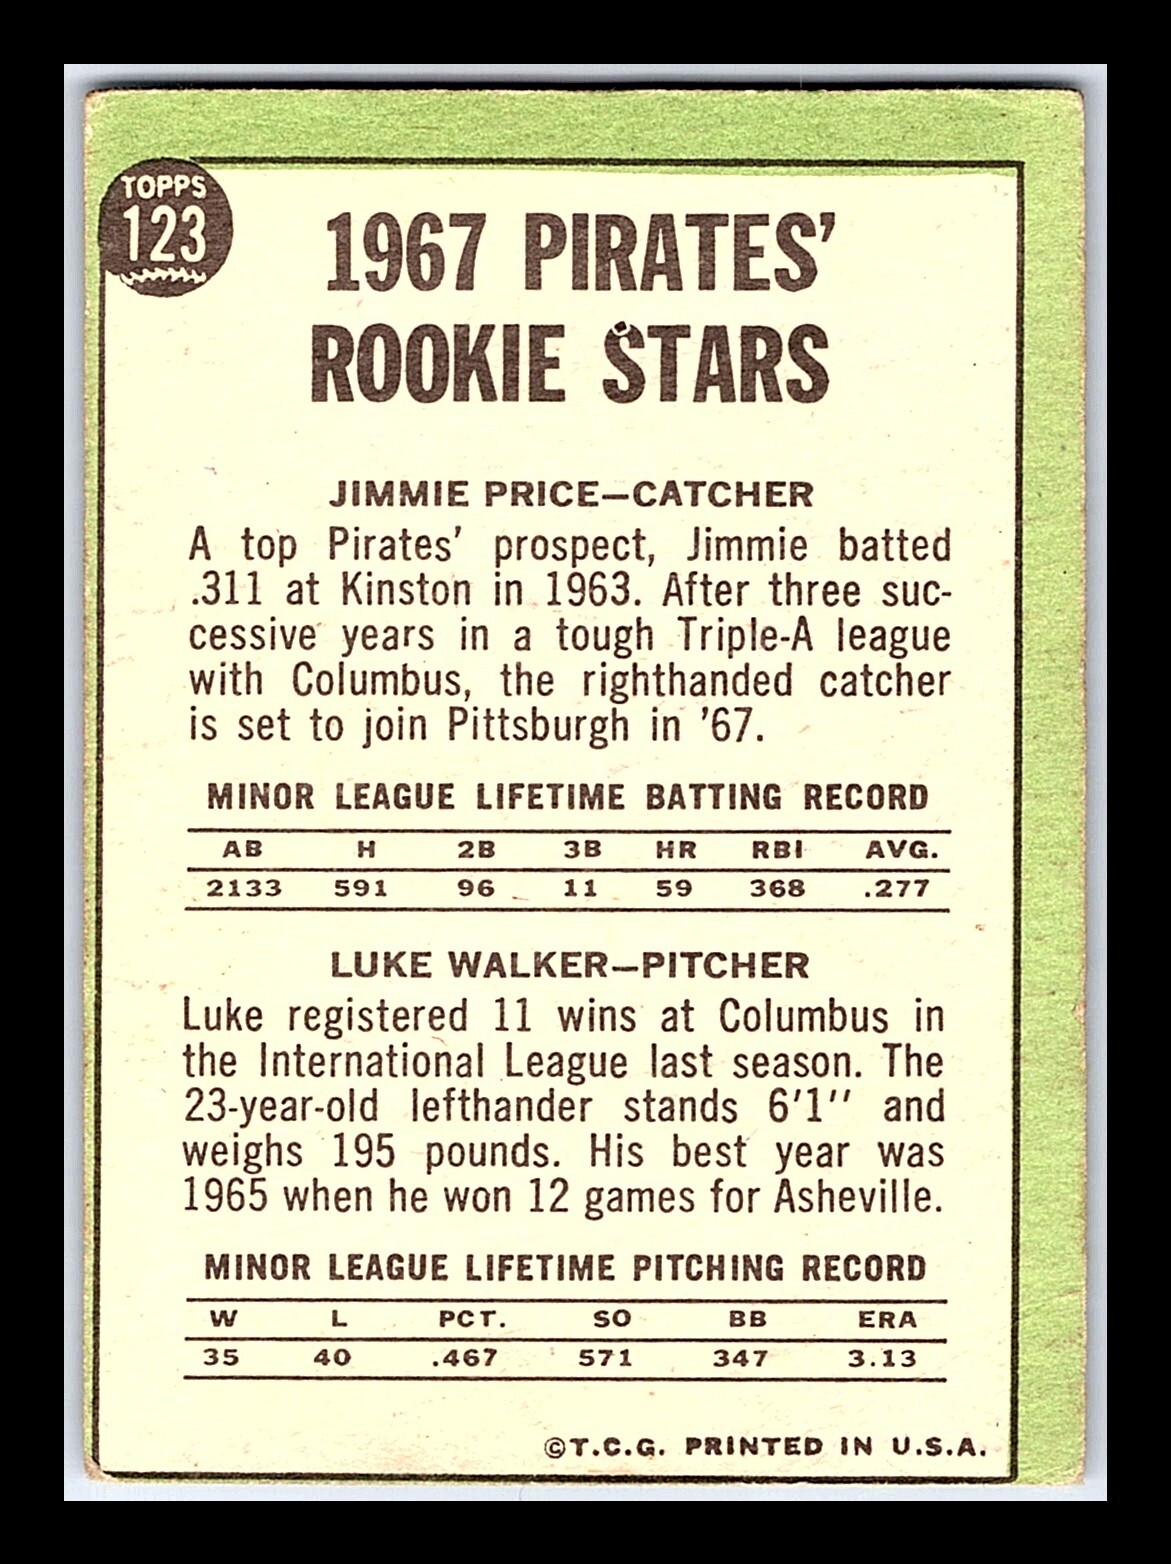 TOPPS
123
1967 PIRATES'
ROOKIE STARS
JIMMIE PRICE—CATCHER
A top Pirates' prospect, Jimmie batted
.311 at Kinston in 1963. After three suc-
cessive years in a tough Triple-A league
with Columbus, the righthanded catcher
is set to join Pittsburgh in '67.
MINOR LEAGUE LIFETIME BATTING RECORD
AB H 2B 3B HR RBI AVG.
2133 591 96 11 59 368 .277
LUKE WALKER—PITCHER
Luke registered 11 wins at Columbus in
the International League last season. The
23-year-old lefthander stands 6'1" and
weighs 195 pounds. His best year was
1965 when he won 12 games for Asheville.
MINOR LEAGUE LIFETIME PITCHING RECORD
W L PCT. SO BB ERA
35 40 .467 571 347 3.13
©T.C.G. PRINTED IN U.S.A.